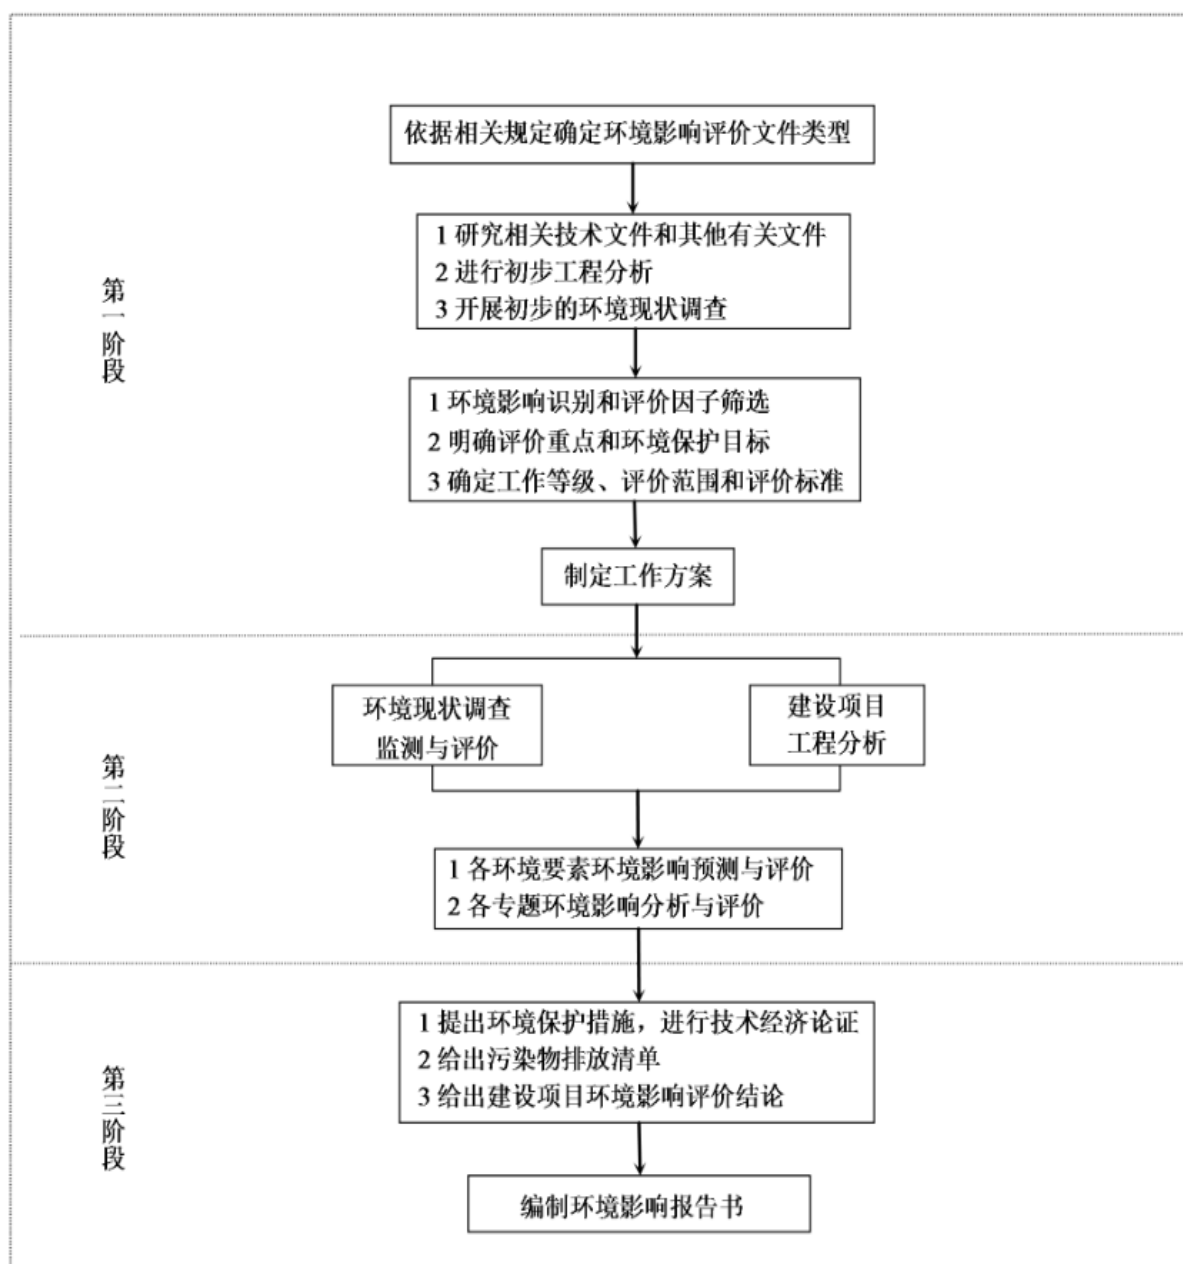 第一阶段
依据相关规定确定环境影响评价文件类型
1 研究相关技术文件和其他有关文件
2 进行初步工程分析
3 开展初步的环境现状调查
1 环境影响识别和评价因子筛选
2 明确评价重点和环境保护目标
3 确定工作等级、评价范围和评价标准
制定工作方案
第二阶段
环境现状调查
监测与评价
建设项目
工程分析
1 各环境要素环境影响预测与评价
2 各专题环境影响分析与评价
第三阶段
1 提出环境保护措施，进行技术经济论证
2 给出污染物排放清单
3 给出建设项目环境影响评价结论
编制环境影响报告书